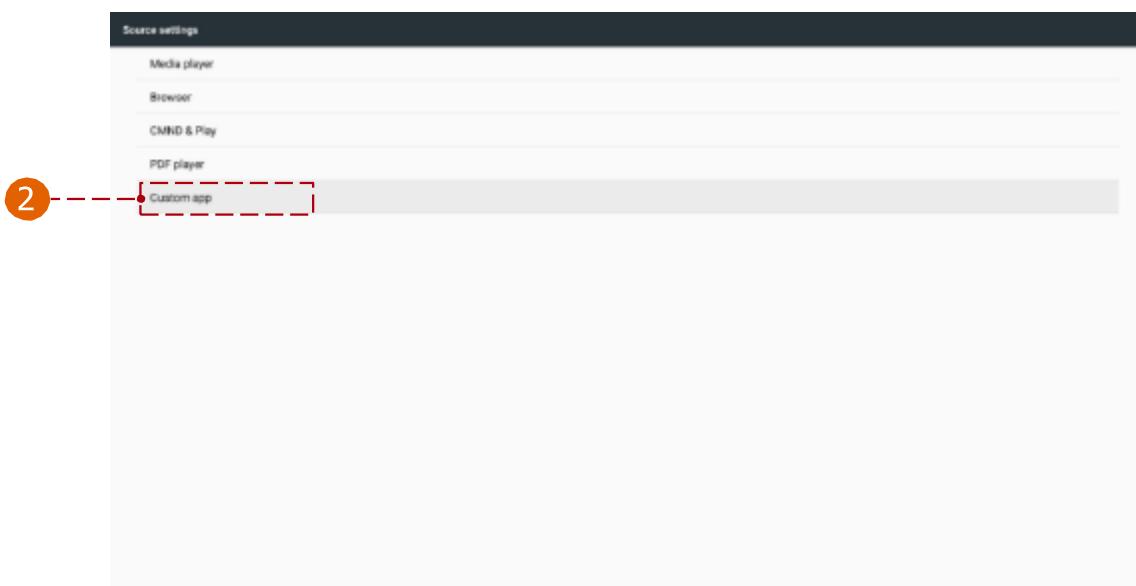 Source settings
Media player
Browser
CMND & Play
PDF player
2
Custom app